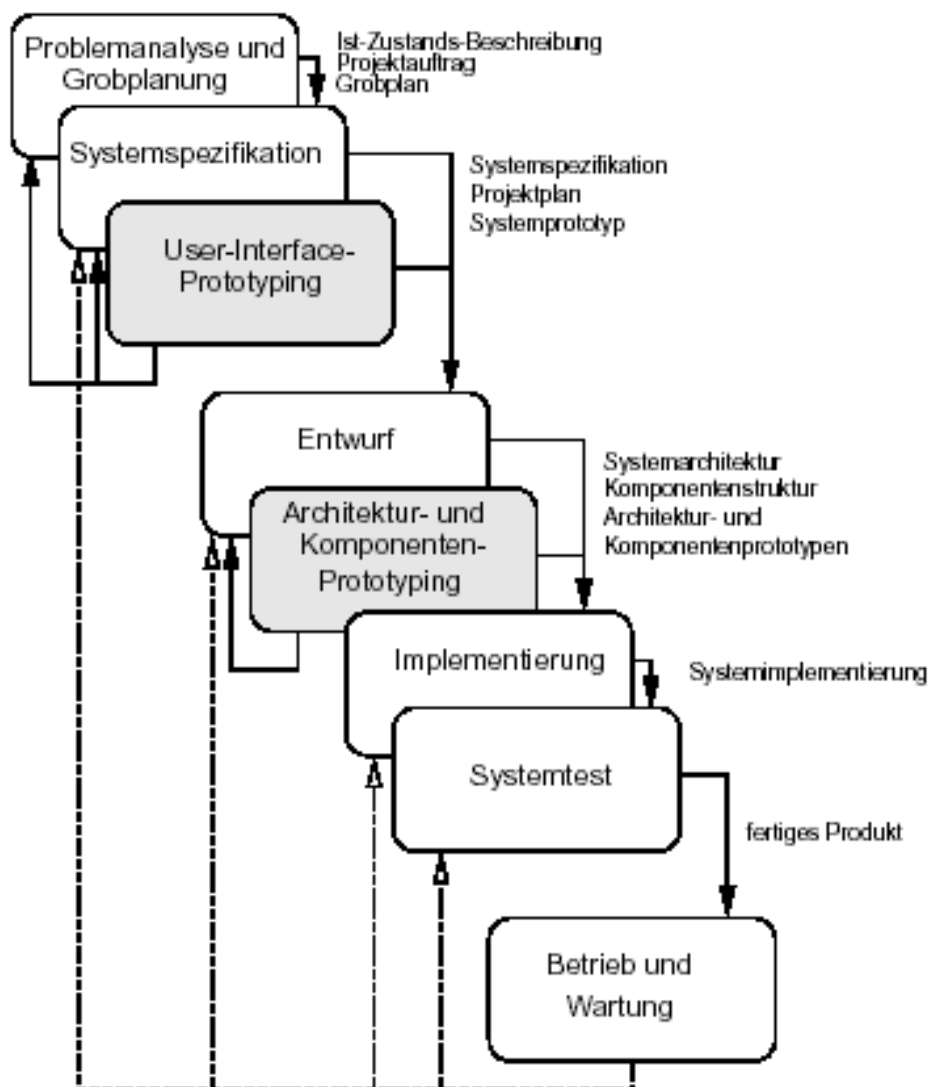 Problemanalyse und
Grobplanung
Ist-Zustands-Beschreibung
Projektauftrag
Grobplan
Systemspezifikation
Systemspezifikation
Projektplan
Systemprototyp
User-Interface-
Prototyping
Entwurf
Systemarchitektur
Komponentenstruktur
Architektur- und
Komponentenprototypen
Architektur- und
Komponenten-
Prototyping
Implementierung
Systemimplementierung
Systemtest
fertiges Produkt
Betrieb und
Wartung